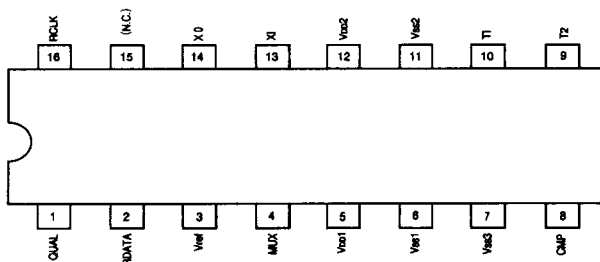 RCLK (N.C.) XO XI VDD2 VSS2 T1 T2
16 15 14 13 12 11 10 9
1 2 3 4 5 6 7 8
QUAL RDATA Vref MUX VDD1 VSS1 VSS3 CMP